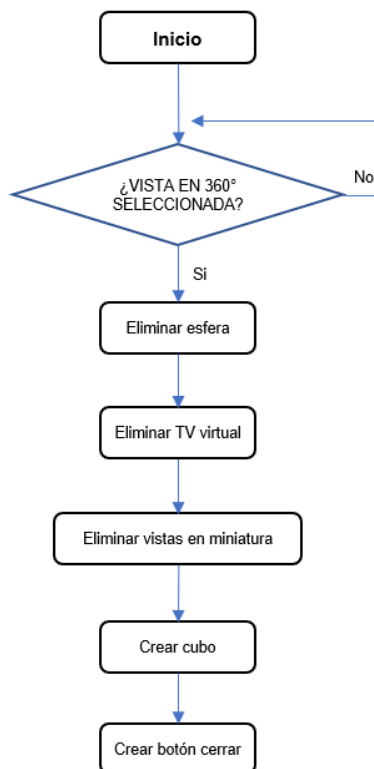 Inicio
¿VISTA EN 360°
SELECCIONADA?
No
Si
Eliminar esfera
Eliminar TV virtual
Eliminar vistas en miniatura
Crear cubo
Crear botón cerrar